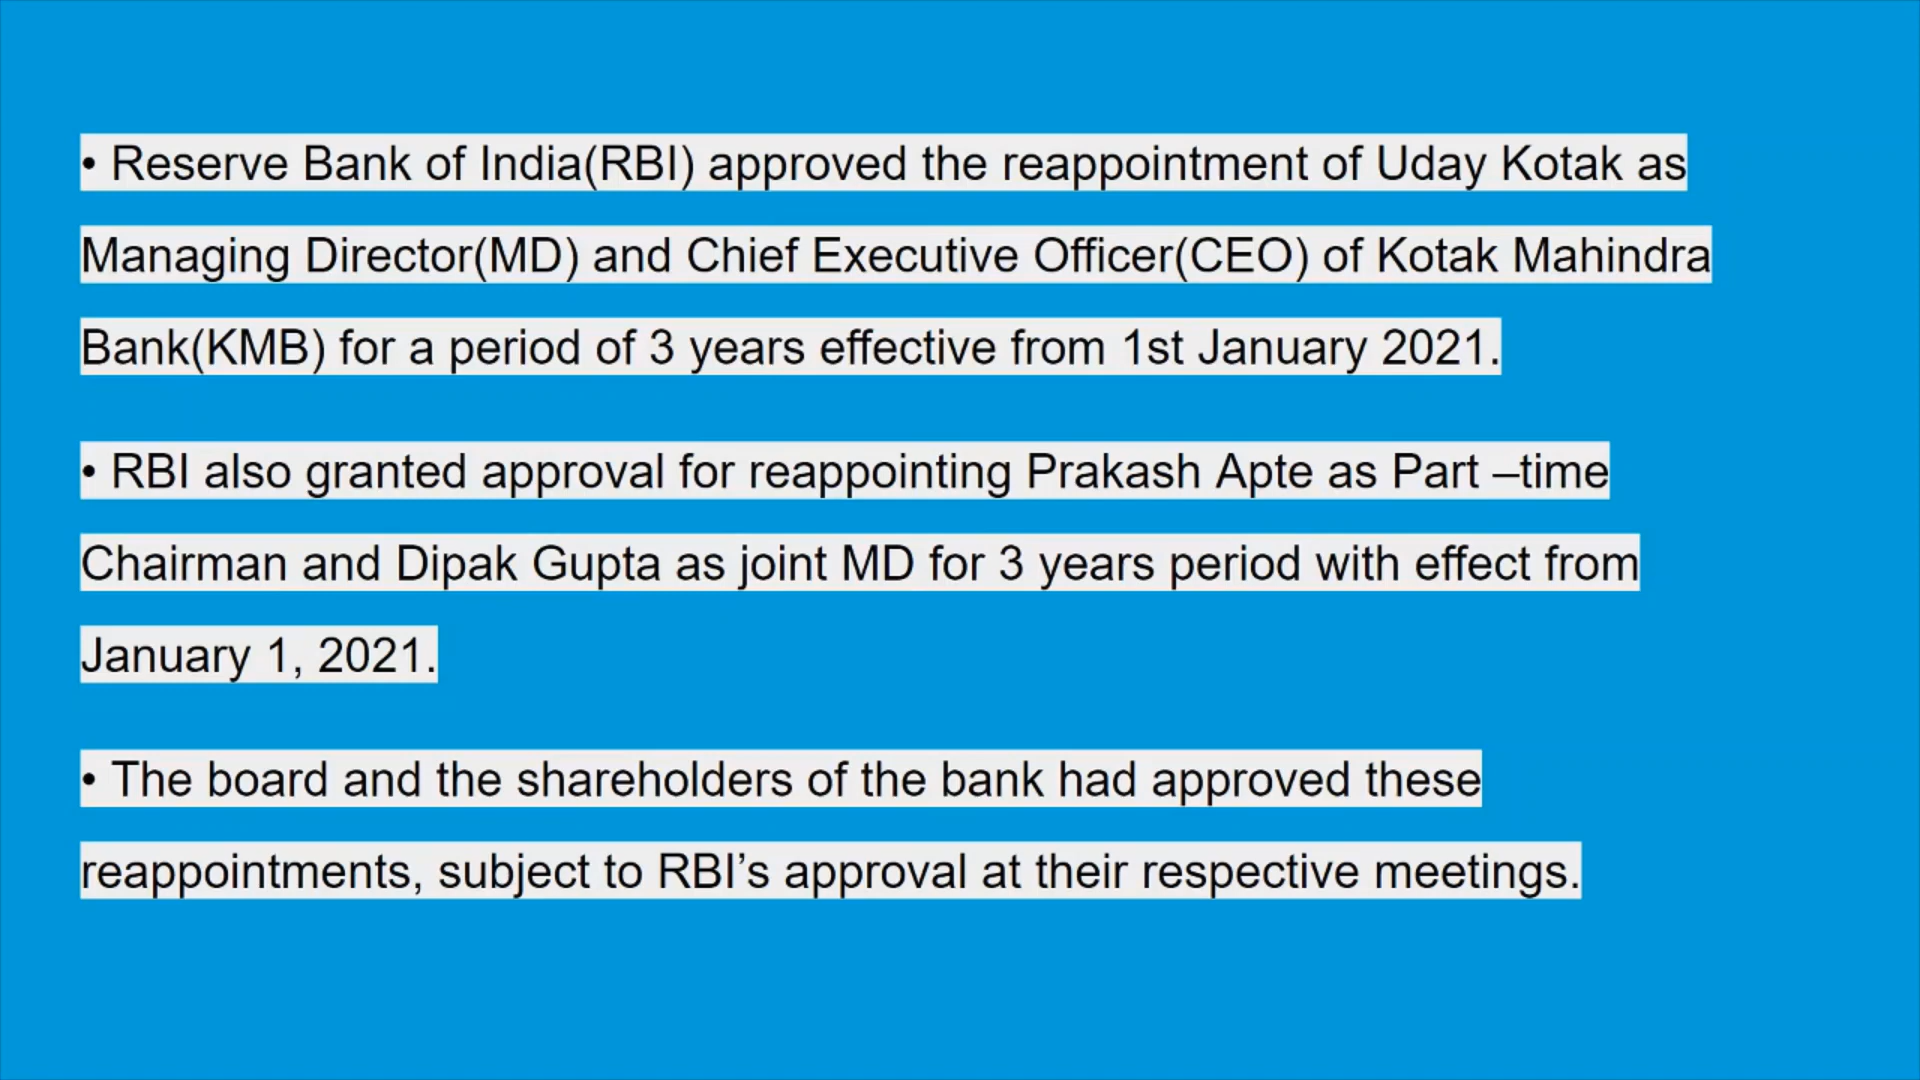 • Reserve Bank of India(RBI) approved the reappointment of Uday Kotak as
Managing Director(MD) and Chief Executive Officer(CEO) of Kotak Mahindra
Bank(KMB) for a period of 3 years effective from 1st January 2021.
• RBI also granted approval for reappointing Prakash Apte as Part –time
Chairman and Dipak Gupta as joint MD for 3 years period with effect from
January 1, 2021.
• The board and the shareholders of the bank had approved these
reappointments, subject to RBI’s approval at their respective meetings.